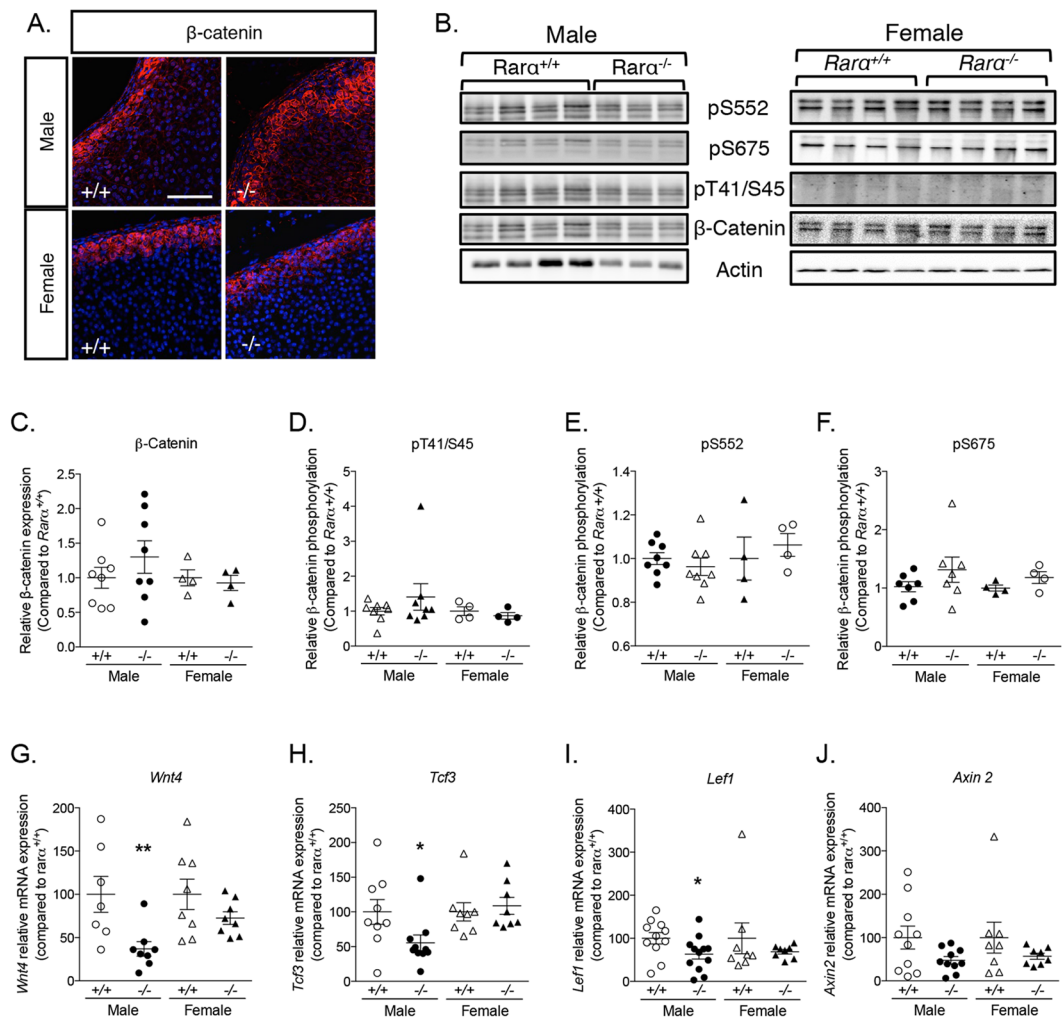 A.
β-catenin
Male
Female
+/+
-/-
+/+
-/-
B.
Male
Female
Rarα+/+
Rarα-/-
Rarα+/+
Rarα-/-
pS552
pS675
pT41/S45
β-Catenin
Actin
C.
β-Catenin
Relative β-catenin expression
(Compared to Rarα+/+)
2.5
2.0
1.5
1.0
0.5
0.0
+/+
-/-
+/+
-/-
Male
Female
D.
pT41/S45
Relative β-catenin phosphorylation
(Compared to Rarα+/+)
5
4
3
2
1
0
+/+
-/-
+/+
-/-
Male
Female
E.
pS552
Relative β-catenin phosphorylation
(Compared to Rarα+/+)
1.4
1.2
1.0
0.8
0.6
+/+
-/-
+/+
-/-
Male
Female
F.
pS675
Relative β-catenin phosphorylation
(Compared to Rarα+/+)
3
2
1
0
+/+
-/-
+/+
-/-
Male
Female
G.
Wnt4
Wnt4 relative mRNA expression
(compared to rarα+/+)
200
150
100
50
0
**
+/+
-/-
+/+
-/-
Male
Female
H.
Tcf3
Tcf3 relative mRNA expression
(compared to rarα+/+)
250
200
150
100
50
0
*
+/+
-/-
+/+
-/-
Male
Female
I.
Lef1
Lef1 relative mRNA expression
(compared to rarα+/+)
400
300
200
100
0
*
+/+
-/-
+/+
-/-
Male
Female
J.
Axin 2
Axin2 relative mRNA expression
(compared to rarα+/+)
400
300
200
100
0
+/+
-/-
+/+
-/-
Male
Female